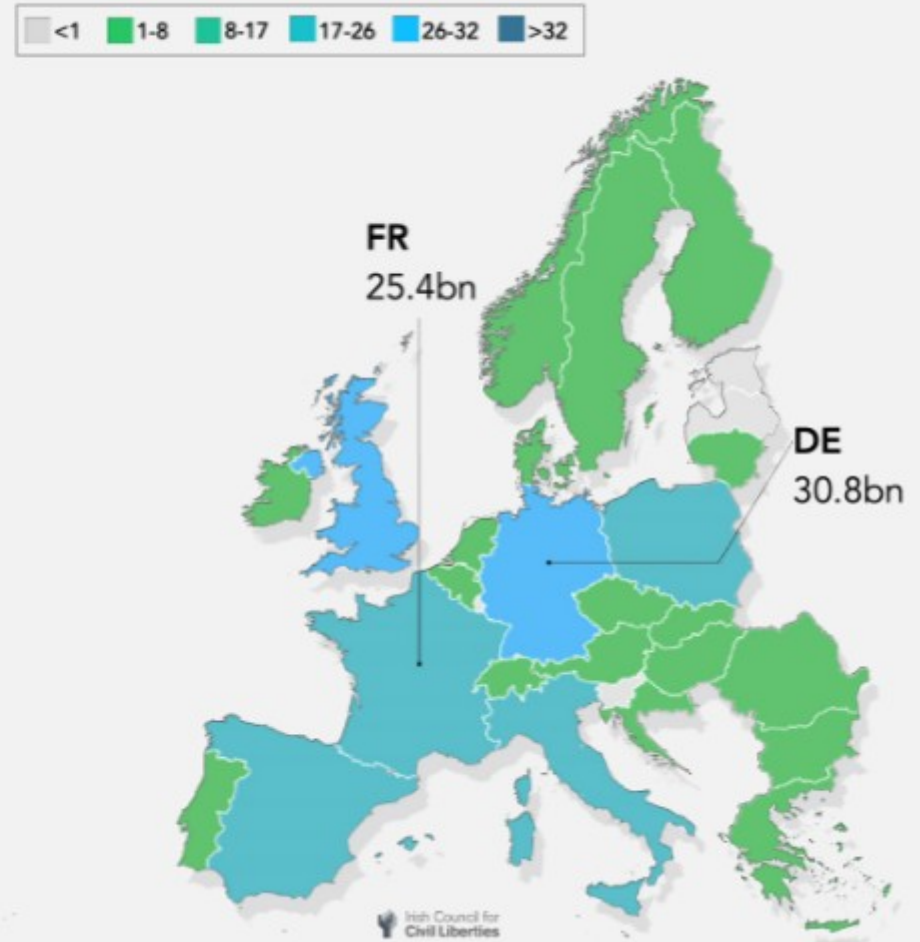 <1 1-8 8-17 17-26 26-32 >32
FR
25.4bn
DE
30.8bn
Irish Council for
Civil Liberties